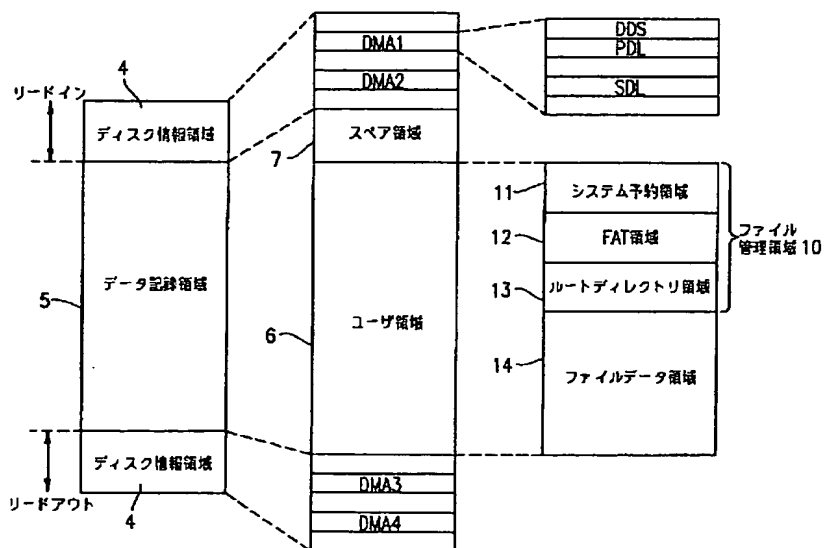 リードイン
4
ディスク情報領域
5
データ記録領域
ディスク情報領域
4
リードアウト
DMA1
DMA2
7
スペア領域
6
ユーザ領域
DMA3
DMA4
DDS
PDL
SDL
11
システム予約領域
12
FAT領域
13
ルートディレクトリ領域
14
ファイルデータ領域
ファイル
管理領域10